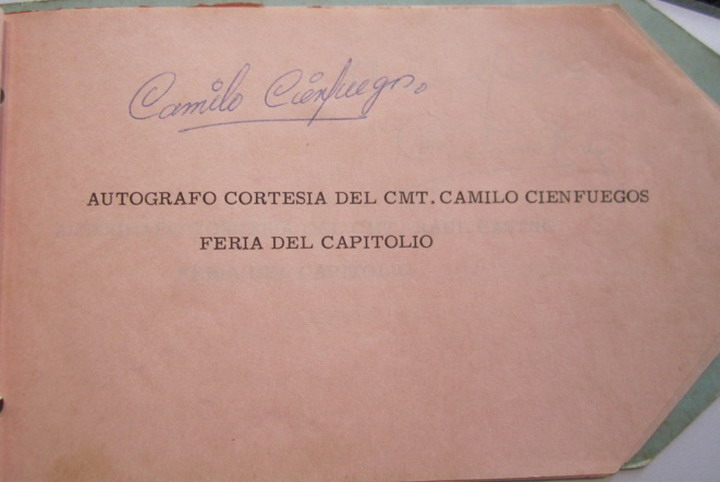 Camilo Cienfuegos.
AUTOGRAFO CORTESIA DEL CMT. CAMILO CIENFUEGOS
FERIA DEL CAPITOLIO